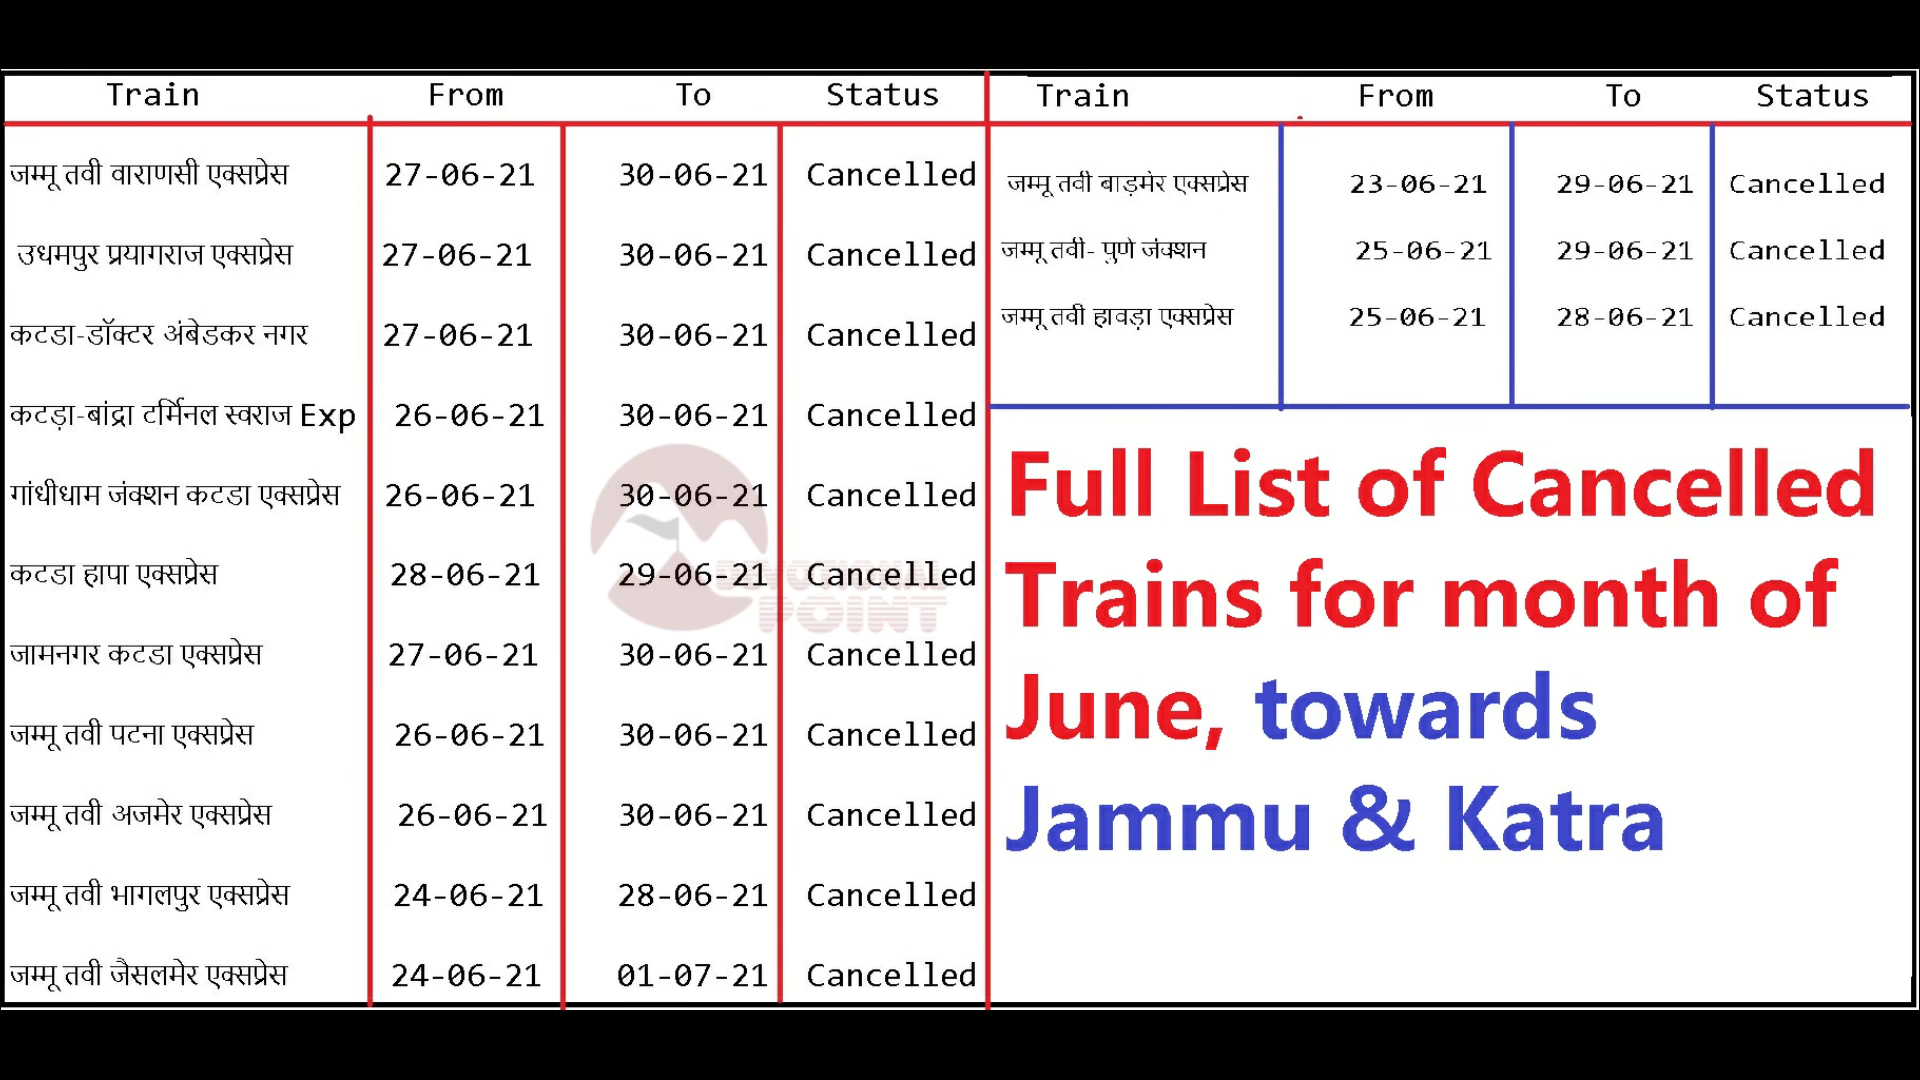 Train From To Status
जम्मू तवी वाराणसी एक्सप्रेस 27-06-21 30-06-21 Cancelled
उधमपुर प्रयागराज एक्सप्रेस 27-06-21 30-06-21 Cancelled
कटडा-डॉक्टर अंबेडकर नगर 27-06-21 30-06-21 Cancelled
कटड़ा-बांद्रा टर्मिनल स्वराज Exp 26-06-21 30-06-21 Cancelled
गांधीधाम जंक्शन कटडा एक्सप्रेस 26-06-21 30-06-21 Cancelled
कटडा हापा एक्सप्रेस 28-06-21 29-06-21 Cancelled
जामनगर कटडा एक्सप्रेस 27-06-21 30-06-21 Cancelled
जम्मू तवी पटना एक्सप्रेस 26-06-21 30-06-21 Cancelled
जम्मू तवी अजमेर एक्सप्रेस 26-06-21 30-06-21 Cancelled
जम्मू तवी भागलपुर एक्सप्रेस 24-06-21 28-06-21 Cancelled
जम्मू तवी जैसलमेर एक्सप्रेस 24-06-21 01-07-21 Cancelled
DEVOTIONAL
POINT
Train From To Status
जम्मू तवी बाड़मेर एक्सप्रेस 23-06-21 29-06-21 Cancelled
जम्मू तवी- पुणे जंक्शन 25-06-21 29-06-21 Cancelled
जम्मू तवी हावड़ा एक्सप्रेस 25-06-21 28-06-21 Cancelled
Full List of Cancelled
Trains for month of
June, towards
Jammu & Katra